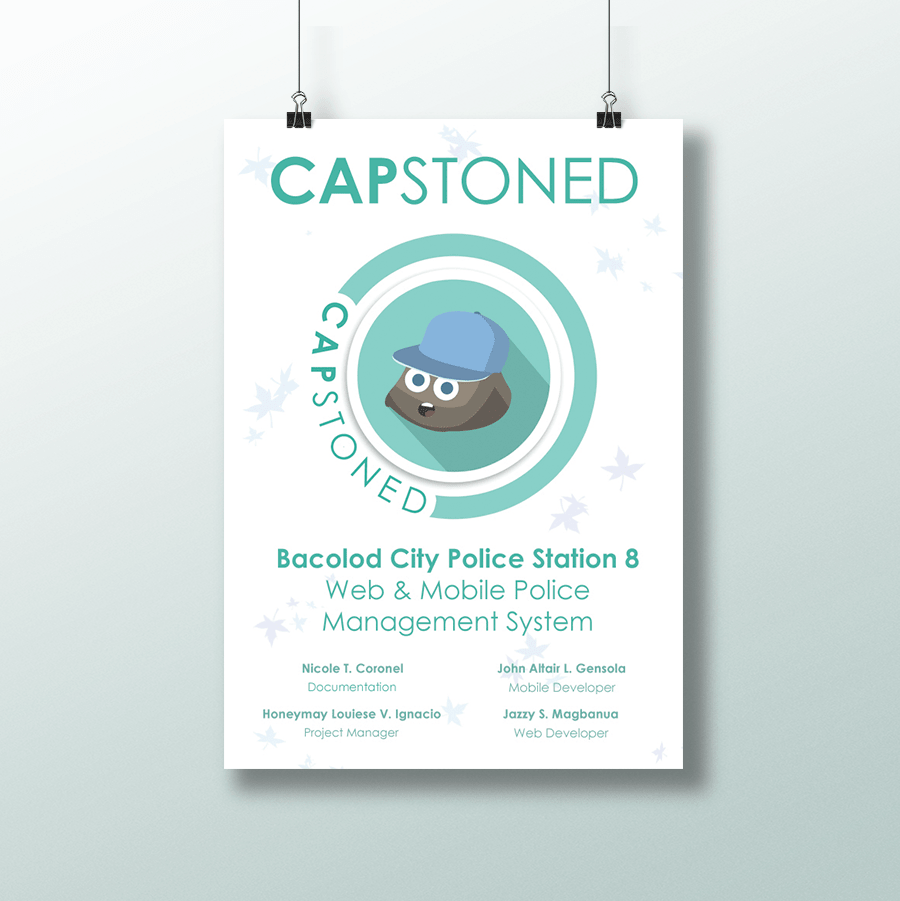 CAPSTONED
CAPSTONED
Bacolod City Police Station 8
Web & Mobile Police
Management System
Nicole T. Coronel
Documentation
John Altair L. Gensola
Mobile Developer
Honeymay Louiese V. Ignacio
Project Manager
Jazzy S. Magbanua
Web Developer